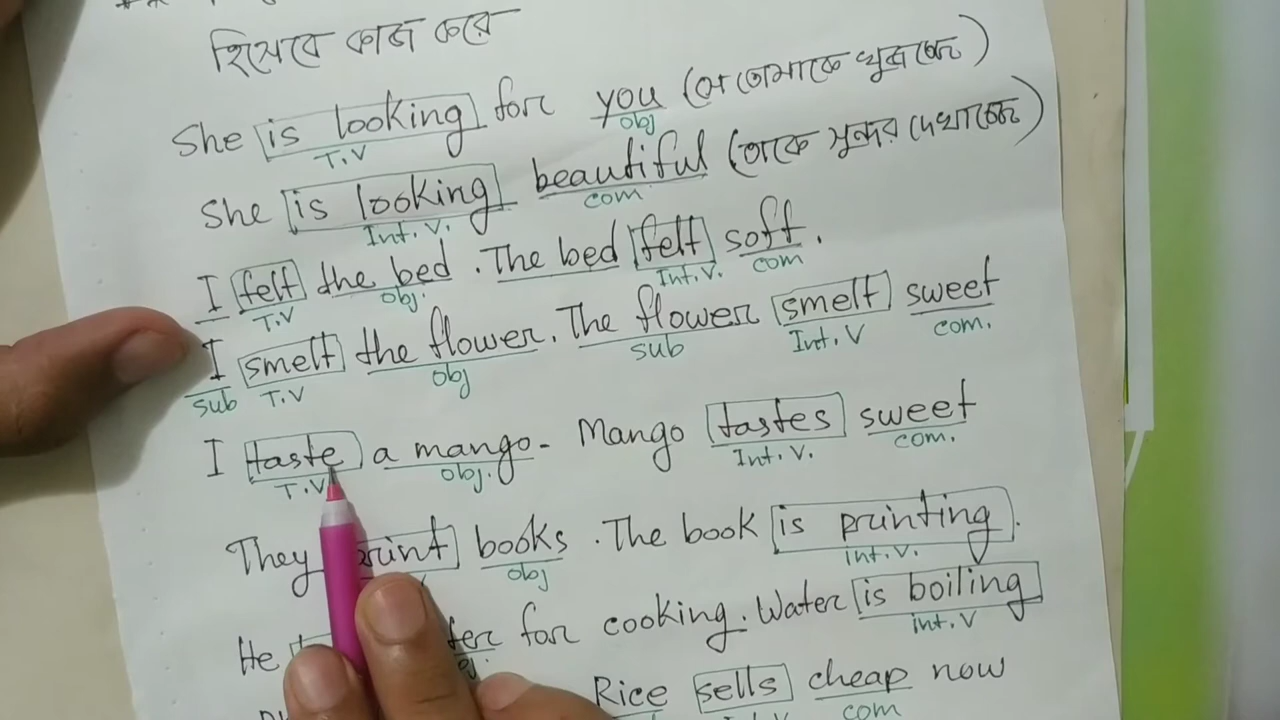 হিসেবে কাজ করে
She is looking for you (সে তোমাকে খুজছে)
T.V obj
She is looking beautiful (তাকে সুন্দর দেখাচ্ছে)
Int. V. com
I felt the bed . The bed felt soft .
T.V obj. Int. V. com
I smelt the flower . The flower smelt sweet
sub T.V obj sub Int. V com.
I taste a mango - Mango tastes sweet
T.V obj. Int. V. com.
They print books . The book is printing .
obj int. V.
He for cooking . Water is boiling
int. V
Rice sells cheap now
com